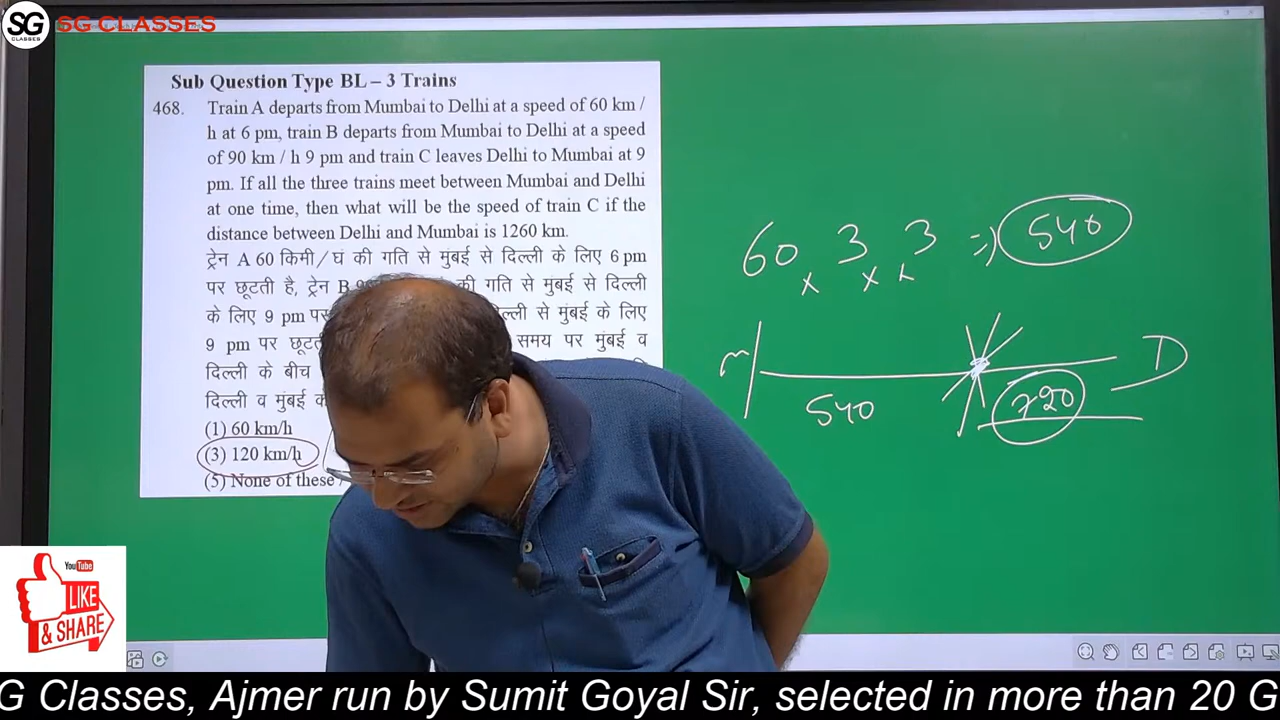 SG
CLASSES
SG CLASSES
Sub Question Type BL – 3 Trains
468. Train A departs from Mumbai to Delhi at a speed of 60 km /
h at 6 pm, train B departs from Mumbai to Delhi at a speed
of 90 km / h 9 pm and train C leaves Delhi to Mumbai at 9
pm. If all the three trains meet between Mumbai and Delhi
at one time, then what will be the speed of train C if the
distance between Delhi and Mumbai is 1260 km.
ट्रेन A 60 किमी/घं की गति से मुंबई से दिल्ली के लिए 6 pm
पर छूटती है, ट्रेन B की गति से मुंबई से दिल्ली
के लिए 9 pm दिल्ली से मुंबई के लिए
9 pm पर समय पर मुंबई व
दिल्ली के बीच
दिल्ली व मुंबई
(1) 60 km/h
(3) 120 km/h
(5) None of these
60 x 3 x 3 => 540
M D
540 720
YouTube
LIKE
& SHARE
G Classes, Ajmer run by Sumit Goyal Sir, selected in more than 20 G